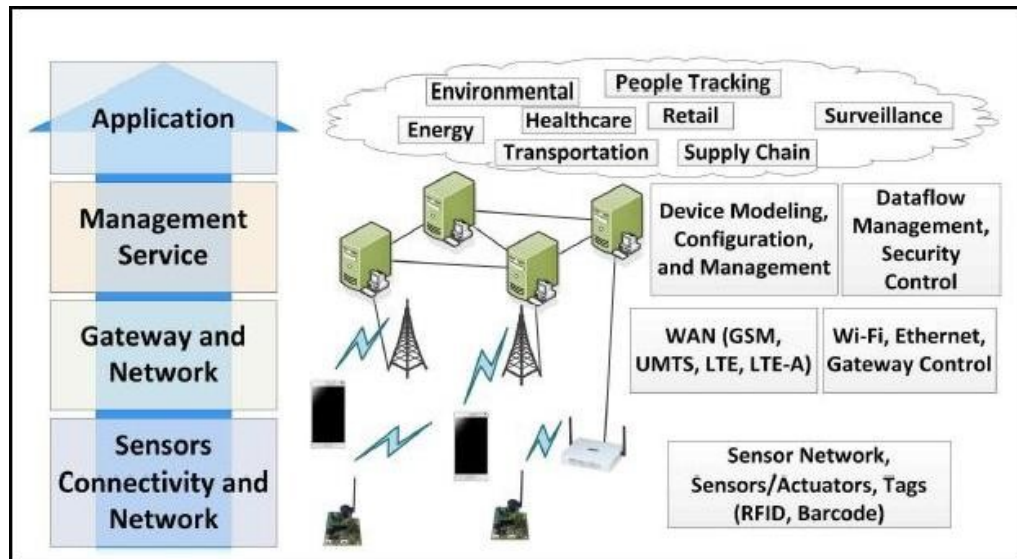 Application
Environmental
People Tracking
Energy
Healthcare
Retail
Surveillance
Transportation
Supply Chain
Management
Service
Device Modeling,
Configuration,
and Management
Dataflow
Management,
Security
Control
Gateway and
Network
WAN (GSM,
UMTS, LTE, LTE-A)
Wi-Fi, Ethernet,
Gateway Control
Sensors
Connectivity and
Network
Sensor Network,
Sensors/Actuators, Tags
(RFID, Barcode)